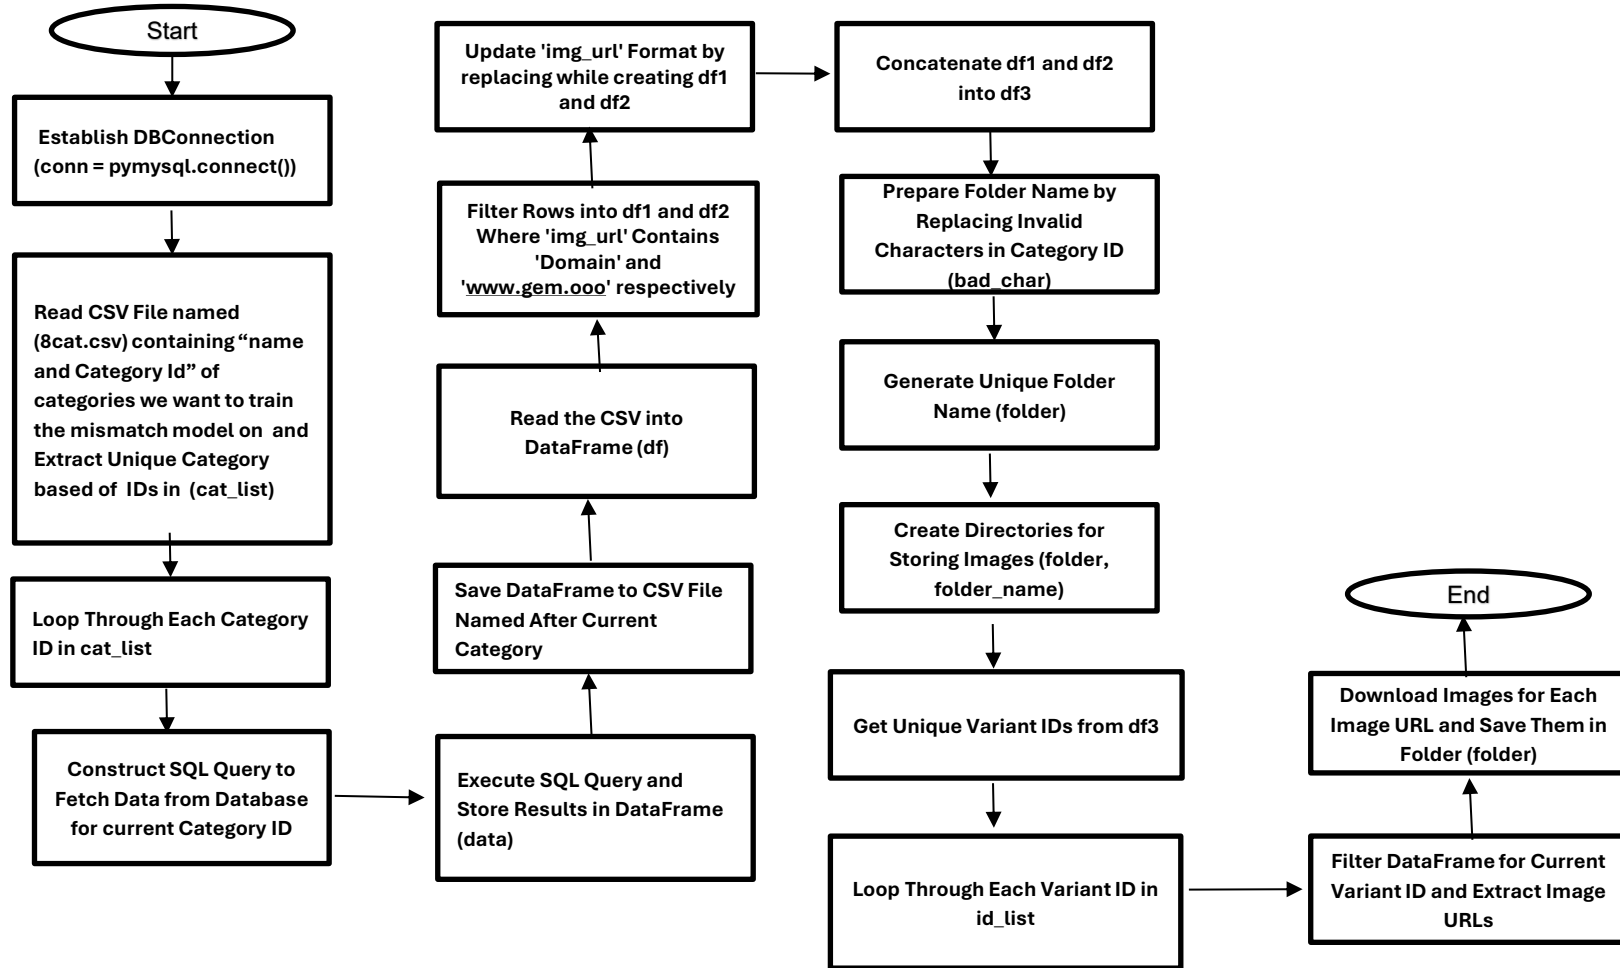 Start
Establish DBConnection
(conn = pymysql.connect())
Read CSV File named
(8cat.csv) containing “name
and Category Id” of
categories we want to train
the mismatch model on and
Extract Unique Category
based of IDs in (cat_list)
Loop Through Each Category
ID in cat_list
Construct SQL Query to
Fetch Data from Database
for current Category ID
Execute SQL Query and
Store Results in DataFrame
(data)
Save DataFrame to CSV File
Named After Current
Category
Read the CSV into
DataFrame (df)
Filter Rows into df1 and df2
Where 'img_url' Contains
'Domain' and
'www.gem.ooo' respectively
Update 'img_url' Format by
replacing while creating df1
and df2
Concatenate df1 and df2
into df3
Prepare Folder Name by
Replacing Invalid
Characters in Category ID
(bad_char)
Generate Unique Folder
Name (folder)
Create Directories for
Storing Images (folder,
folder_name)
Get Unique Variant IDs from df3
Loop Through Each Variant ID in
id_list
Filter DataFrame for Current
Variant ID and Extract Image
URLs
Download Images for Each
Image URL and Save Them in
Folder (folder)
End